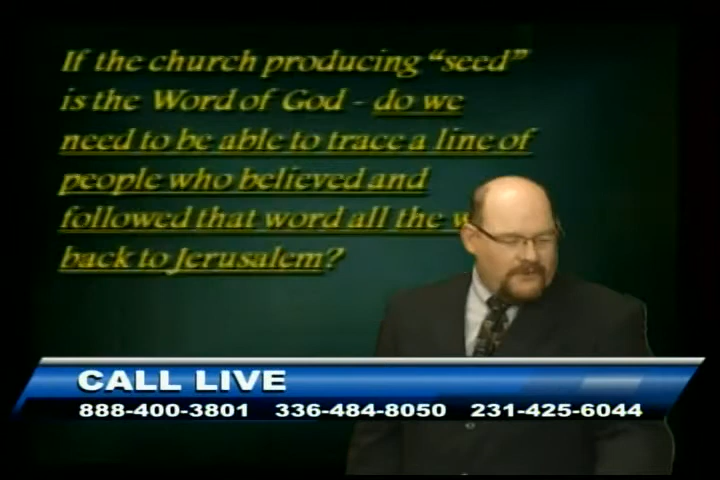 If the church producing “seed”
is the Word of God - do we
need to be able to trace a line of
people who believed and
followed that word all the
back to Jerusalem?
CALL LIVE
888-400-3801 336-484-8050 231-425-6044